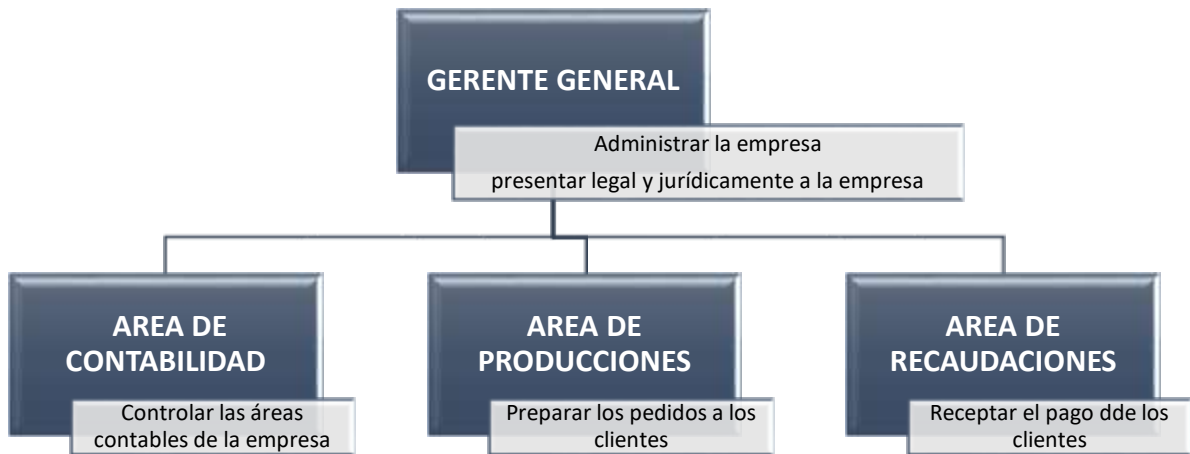 GERENTE GENERAL
Administrar la empresa
presentar legal y jurídicamente a la empresa
AREA DE
CONTABILIDAD
Controlar las áreas
contables de la empresa
AREA DE
PRODUCCIONES
Preparar los pedidos a los
clientes
AREA DE
RECAUDACIONES
Receptar el pago dde los
clientes